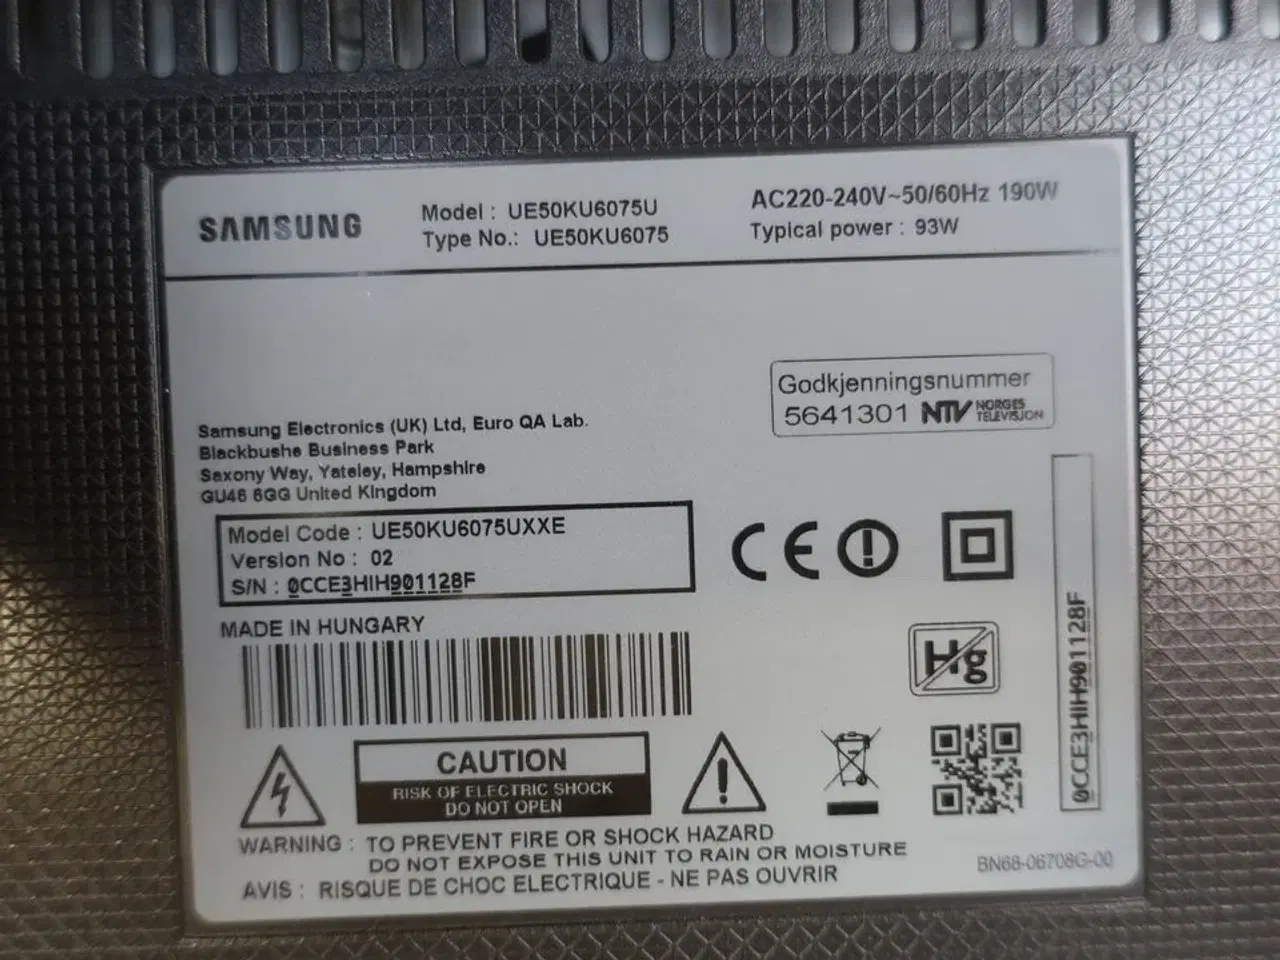 SAMSUNG
Model : UE50KU6075U
Type No.: UE50KU6075
AC220-240V~50/60Hz 190W
Typical power : 93W
Godkjenningsnummer
5641301 NTV NORGES TELEVISJON
Samsung Electronics (UK) Ltd, Euro QA Lab.
Blackbushe Business Park
Saxony Way, Yateley, Hampshire
GU46 6GG United Kingdom
Model Code : UE50KU6075UXXE
Version No : 02
S/N : 0CCE3HIH901128F
CE
MADE IN HUNGARY
Hg
0CCE3HIH901128F
CAUTION
RISK OF ELECTRIC SHOCK
DO NOT OPEN
WARNING : TO PREVENT FIRE OR SHOCK HAZARD
DO NOT EXPOSE THIS UNIT TO RAIN OR MOISTURE
AVIS : RISQUE DE CHOC ELECTRIQUE - NE PAS OUVRIR
BN68-06708G-00